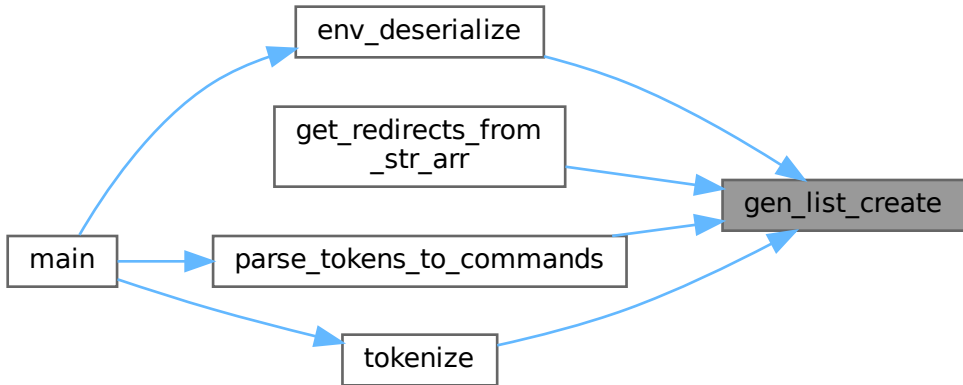 env_deserialize
get_redirects_from
_str_arr
gen_list_create
main
parse_tokens_to_commands
tokenize